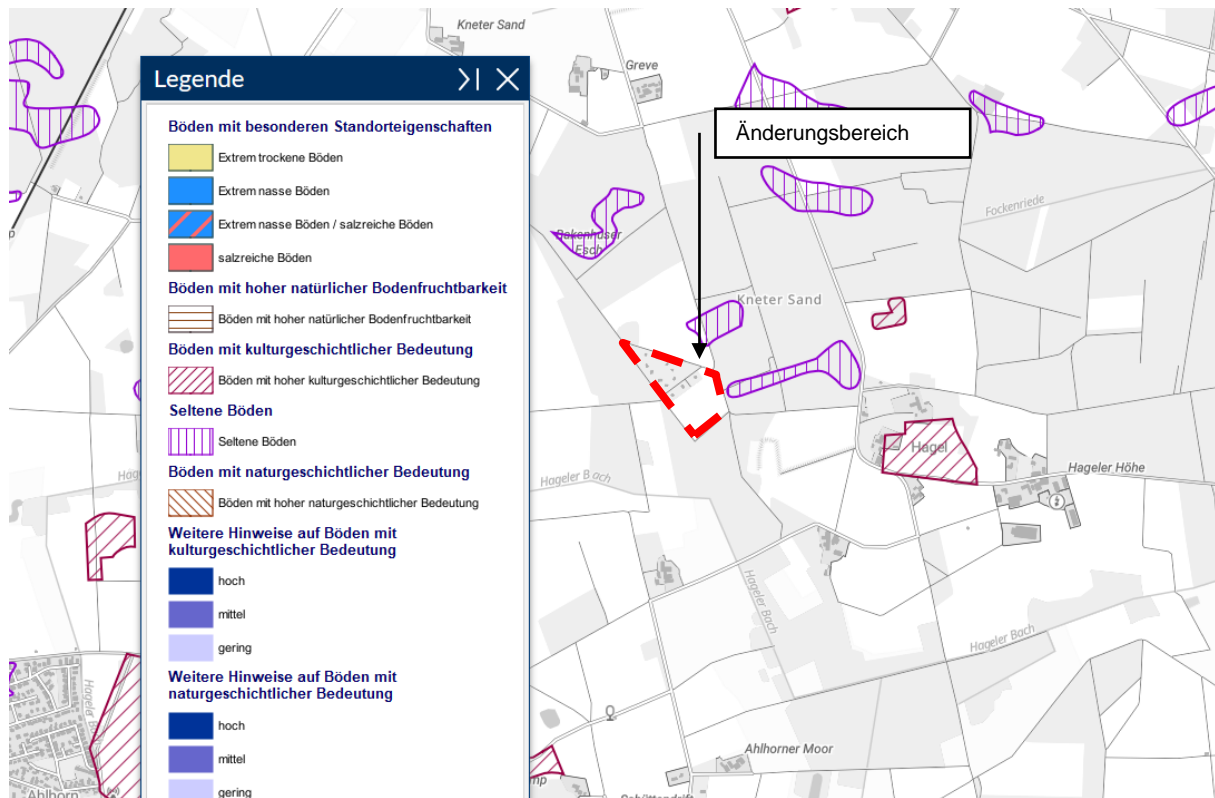 Kneter Sand
Greve
Legende
Änderungsbereich
Böden mit besonderen Standorteigenschaften
Extrem trockene Böden
Extrem nasse Böden
Extrem nasse Böden / salzreiche Böden
salzreiche Böden
Böden mit hoher natürlicher Bodenfruchtbarkeit
Böden mit hoher natürlicher Bodenfruchtbarkeit
Böden mit kulturgeschichtlicher Bedeutung
Böden mit hoher kulturgeschichtlicher Bedeutung
Seltene Böden
Seltene Böden
Böden mit naturgeschichtlicher Bedeutung
Böden mit hoher naturgeschichtlicher Bedeutung
Weitere Hinweise auf Böden mit
kulturgeschichtlicher Bedeutung
hoch
mittel
gering
Weitere Hinweise auf Böden mit
naturgeschichtlicher Bedeutung
hoch
mittel
gering
Fockenriede
Bakenhuser
Esch
Kneter Sand
Hagel
Hageler Höhe
Hageler Bach
Hageler Bach
Hageler Bach
Ahlhorner Moor
Ahlhorn